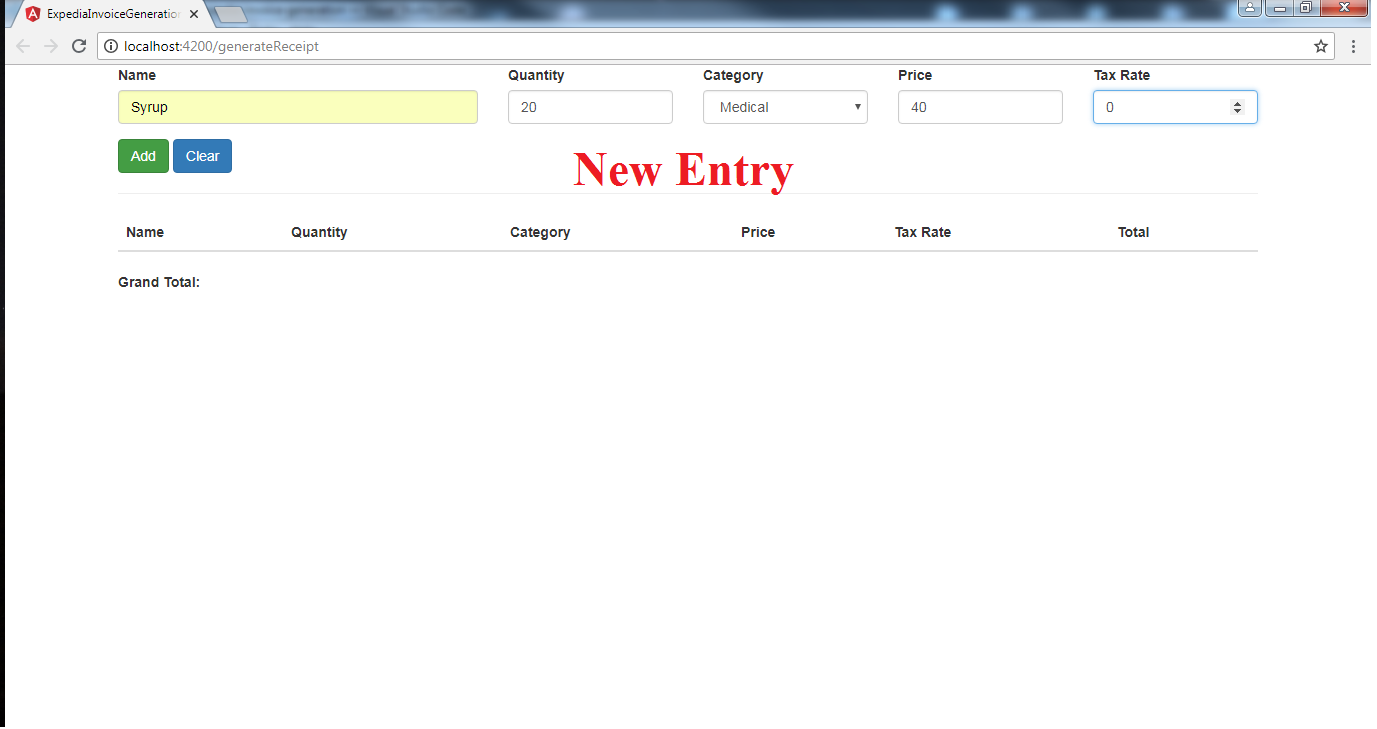 ExpediaInvoiceGeneration
localhost:4200/generateReceipt
Name Quantity Category Price Tax Rate
Syrup 20 Medical 40 0
Add Clear
New Entry
Name Quantity Category Price Tax Rate Total
Grand Total: